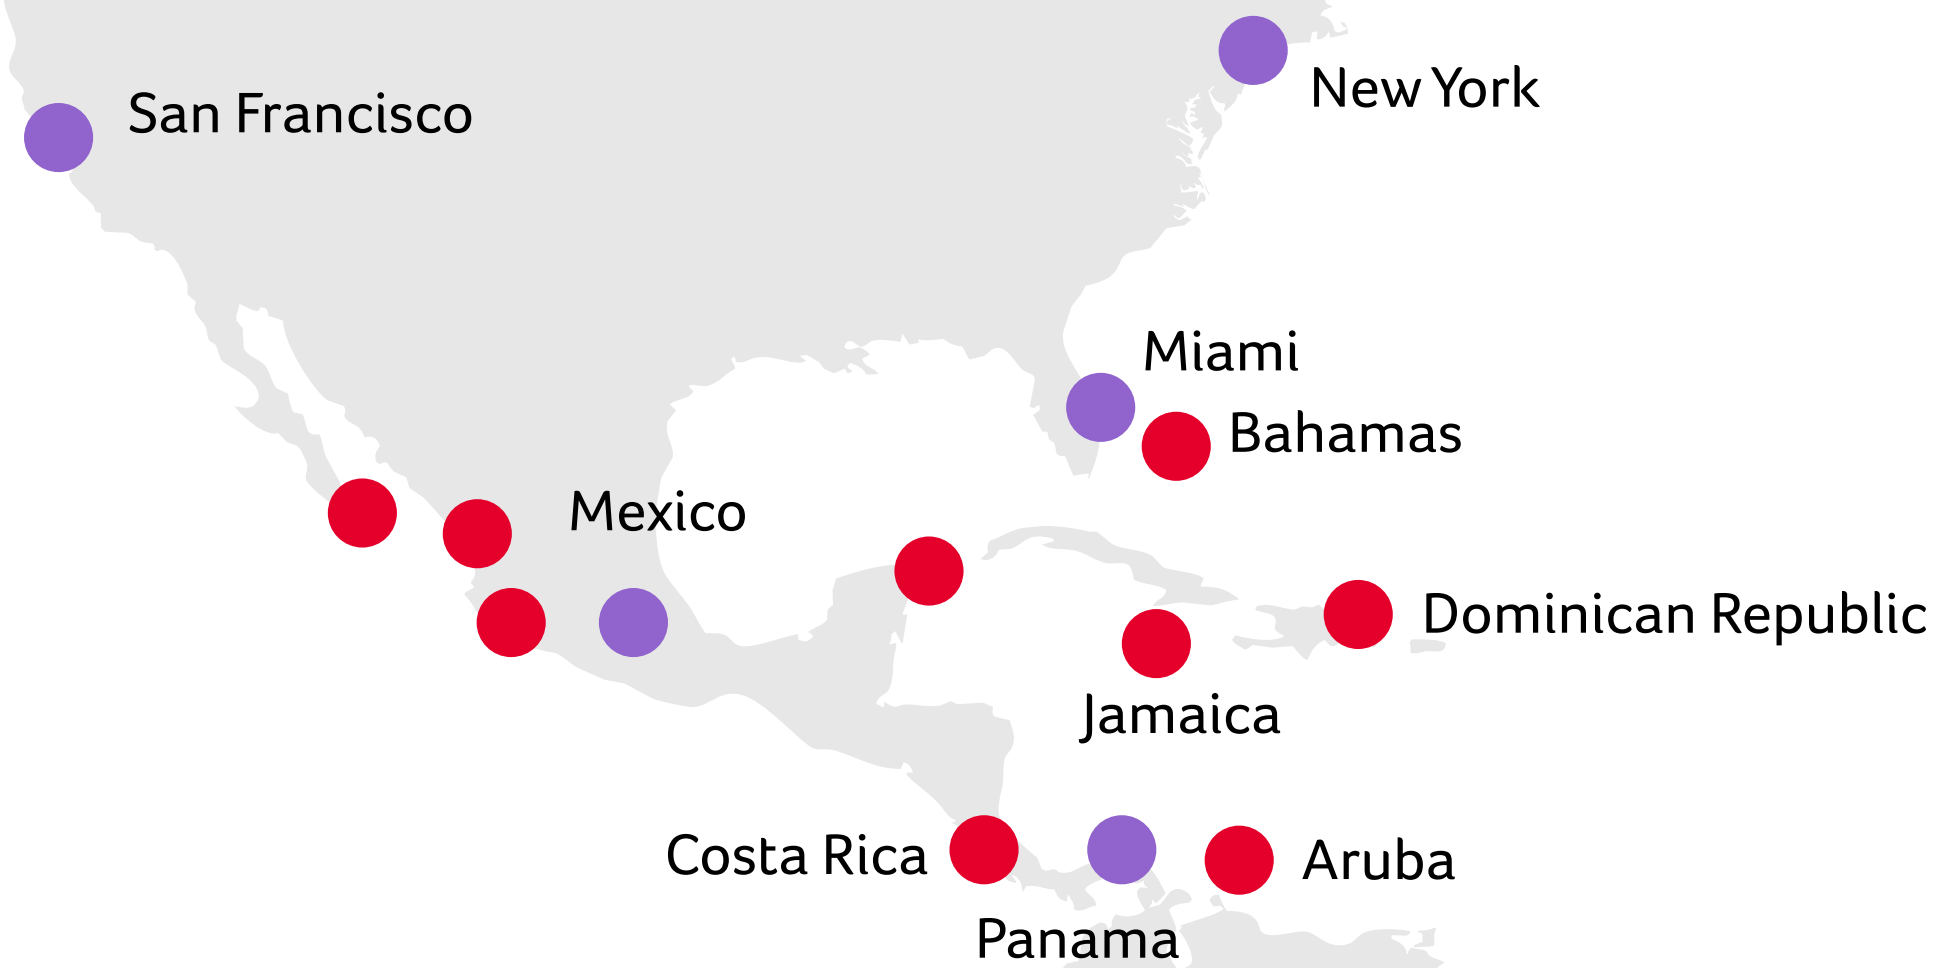 New York
San Francisco
Miami
Bahamas
Mexico
Dominican Republic
Jamaica
Costa Rica
Aruba
Panama